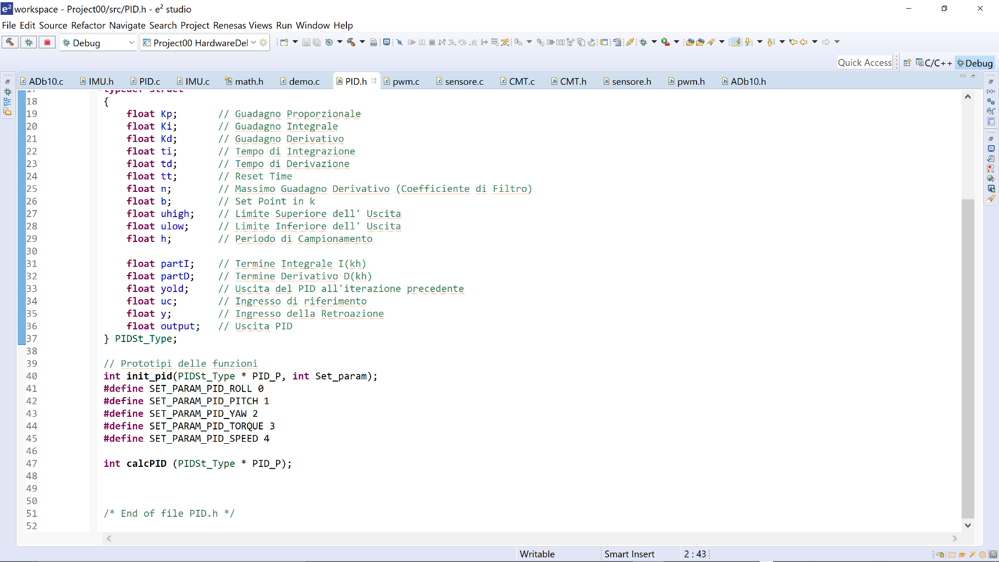 workspace - Project00/src/PID.h - e² studio
File Edit Source Refactor Navigate Search Project Renesas Views Run Window Help
Debug Project00 HardwareDel
Quick Access C/C++ Debug
ADb10.c IMU.h PID.c IMU.c math.h demo.c PID.h pwm.c sensore.c CMT.c CMT.h sensore.h pwm.h ADb10.h
17 typedef struct
18 {
19 float Kp; // Guadagno Proporzionale
20 float Ki; // Guadagno Integrale
21 float Kd; // Guadagno Derivativo
22 float ti; // Tempo di Integrazione
23 float td; // Tempo di Derivazione
24 float tt; // Reset Time
25 float n; // Massimo Guadagno Derivativo (Coefficiente di Filtro)
26 float b; // Set Point in k
27 float uhigh; // Limite Superiore dell' Uscita
28 float ulow; // Limite Inferiore dell' Uscita
29 float h; // Periodo di Campionamento
30
31 float partI; // Termine Integrale I(kh)
32 float partD; // Termine Derivativo D(kh)
33 float yold; // Uscita del PID all'iterazione precedente
34 float uc; // Ingresso di riferimento
35 float y; // Ingresso della Retroazione
36 float output; // Uscita PID
37 } PIDSt_Type;
38
39 // Prototipi delle funzioni
40 int init_pid(PIDSt_Type * PID_P, int Set_param);
41 #define SET_PARAM_PID_ROLL 0
42 #define SET_PARAM_PID_PITCH 1
43 #define SET_PARAM_PID_YAW 2
44 #define SET_PARAM_PID_TORQUE 3
45 #define SET_PARAM_PID_SPEED 4
46
47 int calcPID (PIDSt_Type * PID_P);
48
49
50
51 /* End of file PID.h */
52
Writable Smart Insert 2 : 43